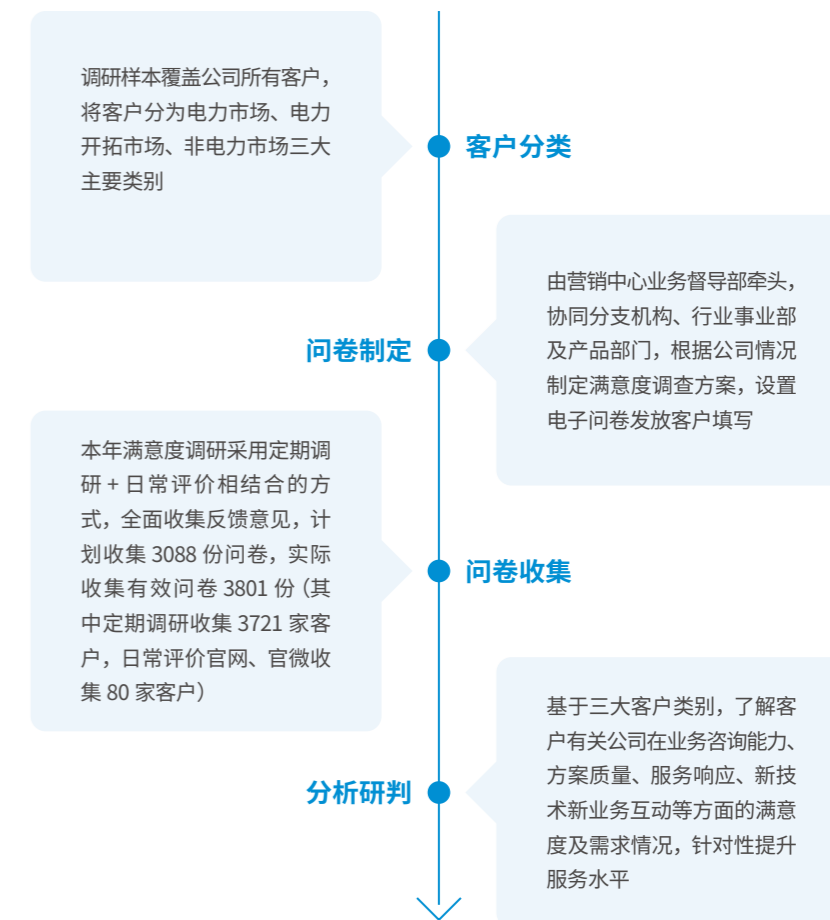 调研样本覆盖公司所有客户，
将客户分为电力市场、电力
开拓市场、非电力市场三大
主要类别
客户分类
由营销中心业务督导部牵头，
协同分支机构、行业事业部
及产品部门，根据公司情况
制定满意度调查方案，设置
电子问卷发放客户填写
问卷制定
本年满意度调研采用定期调
研 + 日常评价相结合的方
式，全面收集反馈意见，计
划收集 3088 份问卷，实际
收集有效问卷 3801 份（其
中定期调研收集 3721 家客
户，日常评价官网、官微收
集 80 家客户）
问卷收集
基于三大客户类别，了解客
户有关公司在业务咨询能力、
方案质量、服务响应、新技
术新业务互动等方面的满意
度及需求情况，针对性提升
服务水平
分析研判